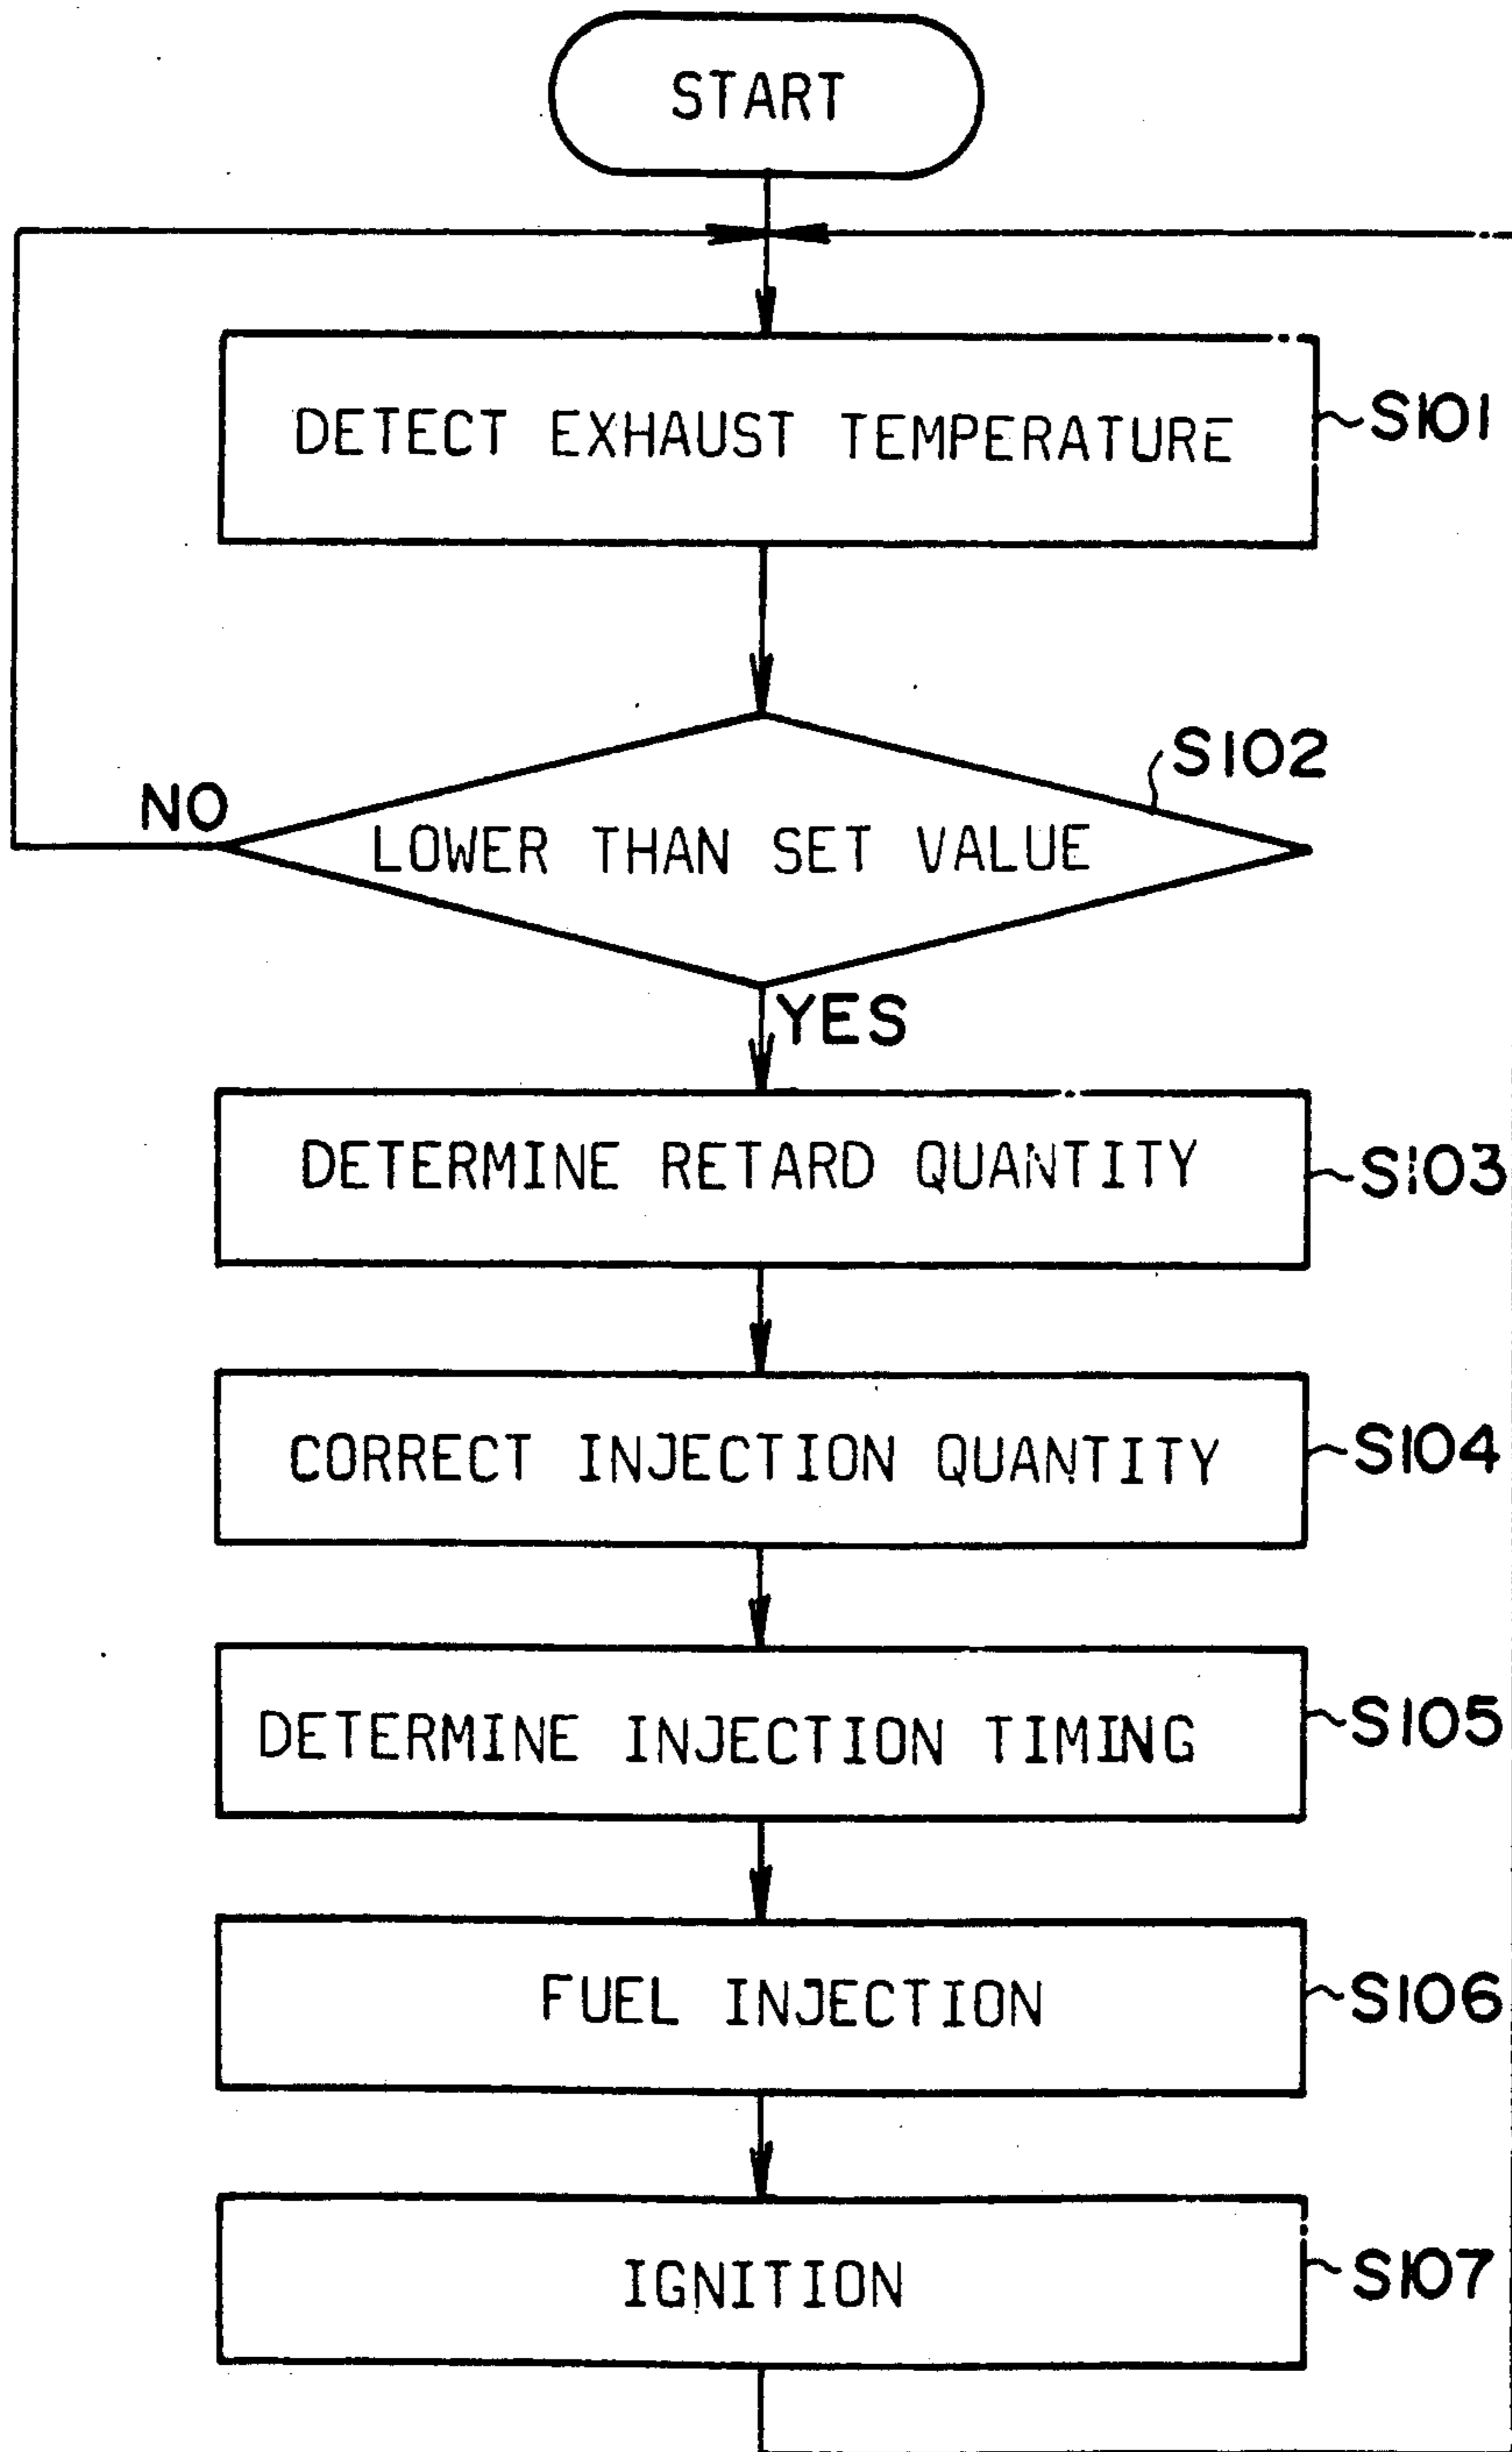 START
DETECT EXHAUST TEMPERATURE
S101
S102
NO
LOWER THAN SET VALUE
YES
DETERMINE RETARD QUANTITY
S103
CORRECT INJECTION QUANTITY
S104
DETERMINE INJECTION TIMING
S105
FUEL INJECTION
S106
IGNITION
S107